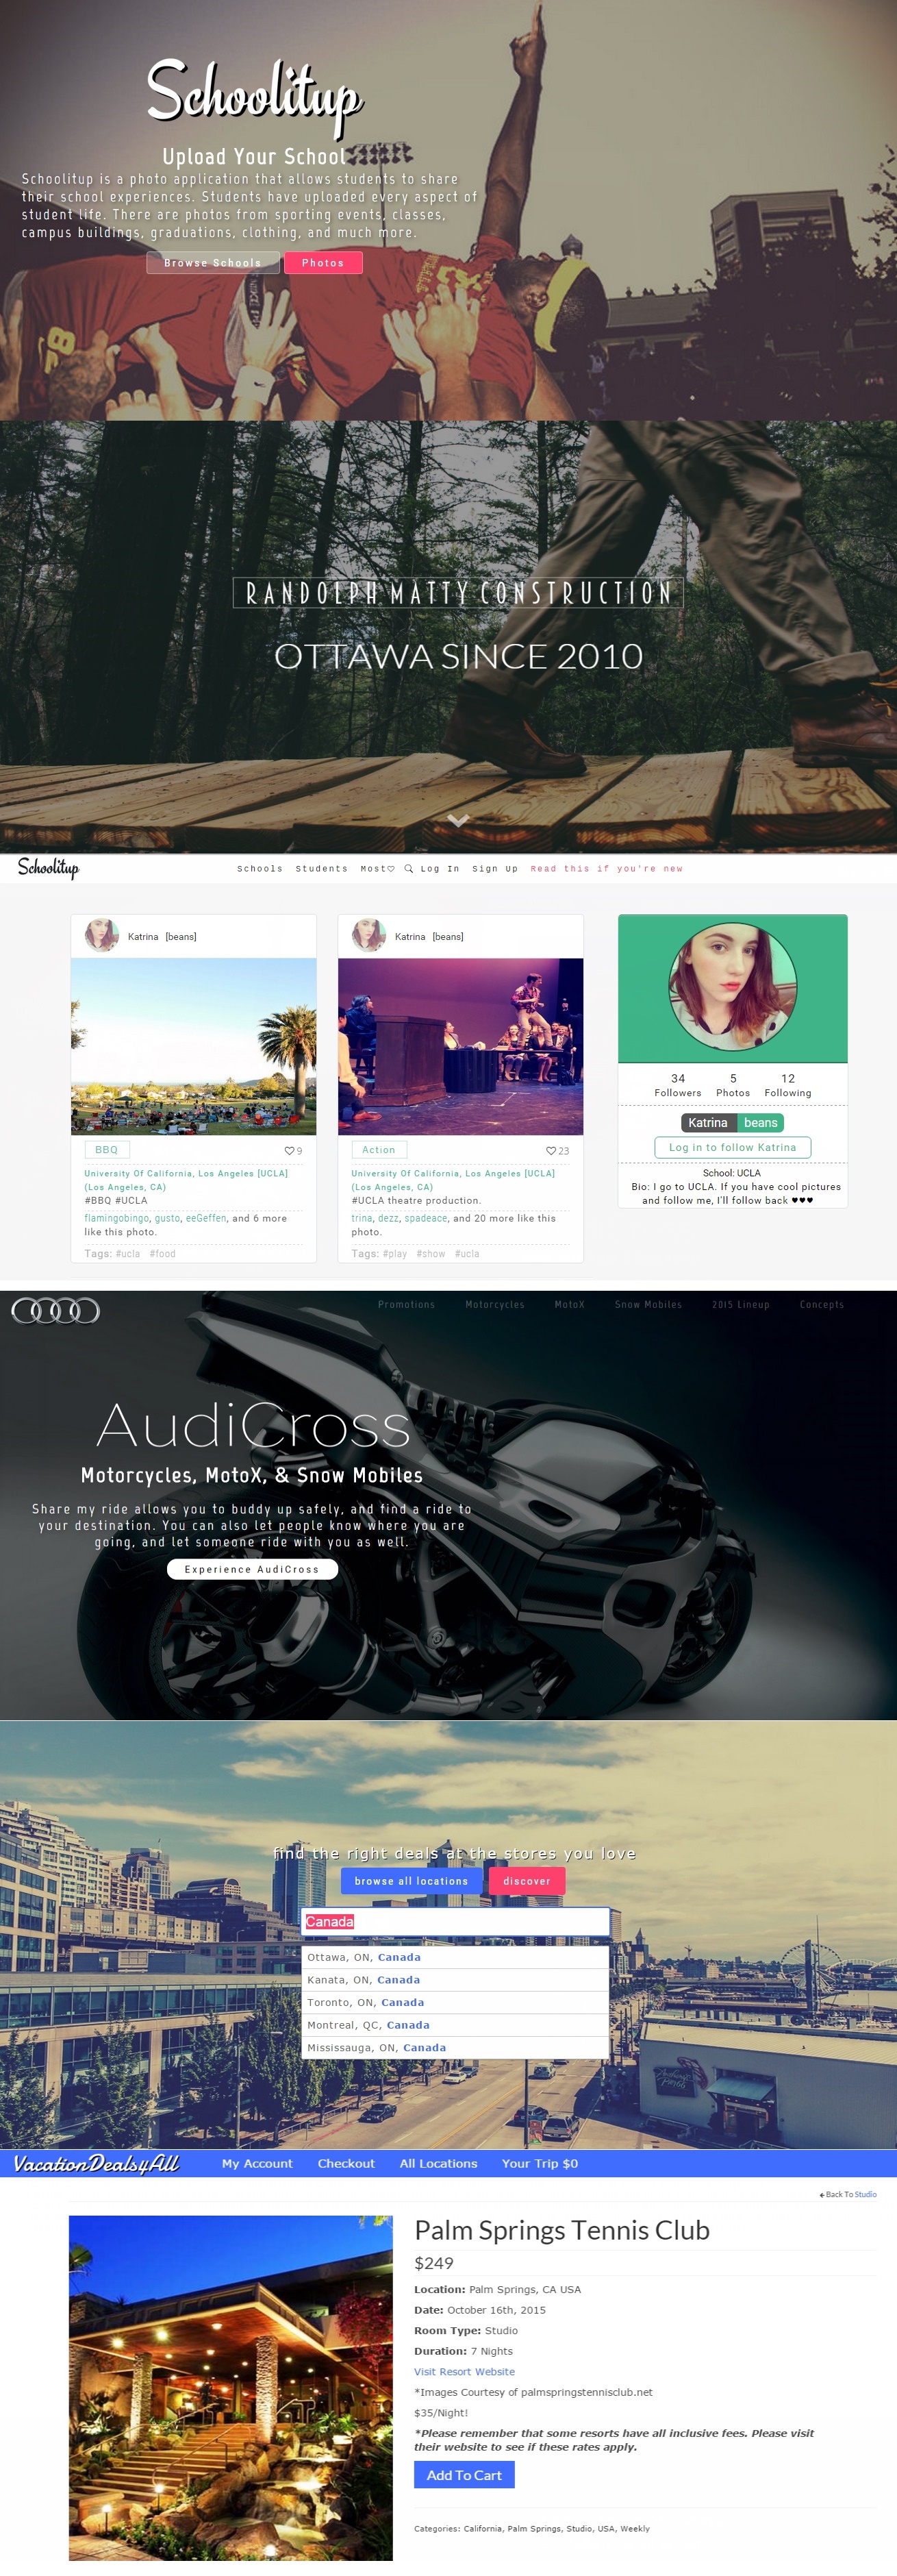 Schoolitup
Upload Your School
Schoolitup is a photo application that allows students to share
their school experiences. Students have uploaded every aspect of
student life. There are photos from sporting events, classes,
campus buildings, graduations, clothing, and much more.
Browse Schools
Photos
RANDOLPH MATTY CONSTRUCTION
OTTAWA SINCE 2010
Schoolitup
Schools Students Most♡ Log In Sign Up Read this if you're new
Katrina [beans]
BBQ
9
University Of California, Los Angeles [UCLA]
(Los Angeles, CA)
#BBQ #UCLA
flamingobingo, gusto, eeGeffen, and 6 more
like this photo.
Tags: #ucla #food
Katrina [beans]
Action
23
University Of California, Los Angeles [UCLA]
(Los Angeles, CA)
#UCLA theatre production.
trina, dezz, spadeace, and 20 more like this
photo.
Tags: #play #show #ucla
34 5 12
Followers Photos Following
Katrina beans
Log in to follow Katrina
School: UCLA
Bio: I go to UCLA. If you have cool pictures
and follow me, I'll follow back ♥♥♥
Promotions Motorcycles MotoX Snow Mobiles 2015 Lineup Concepts
AudiCross
Motorcycles, MotoX, & Snow Mobiles
Share my ride allows you to buddy up safely, and find a ride to
your destination. You can also let people know where you are
going, and let someone ride with you as well.
Experience AudiCross
find the right deals at the stores you love
browse all locations
discover
Canada
Ottawa, ON, Canada
Kanata, ON, Canada
Toronto, ON, Canada
Montreal, QC, Canada
Mississauga, ON, Canada
VacationDeals4All
My Account Checkout All Locations Your Trip $0
Back To Studio
Palm Springs Tennis Club
$249
Location: Palm Springs, CA USA
Date: October 16th, 2015
Room Type: Studio
Duration: 7 Nights
Visit Resort Website
*Images Courtesy of palmspringstennisclub.net
$35/Night!
*Please remember that some resorts have all inclusive fees. Please visit
their website to see if these rates apply.
Add To Cart
Categories: California, Palm Springs, Studio, USA, Weekly